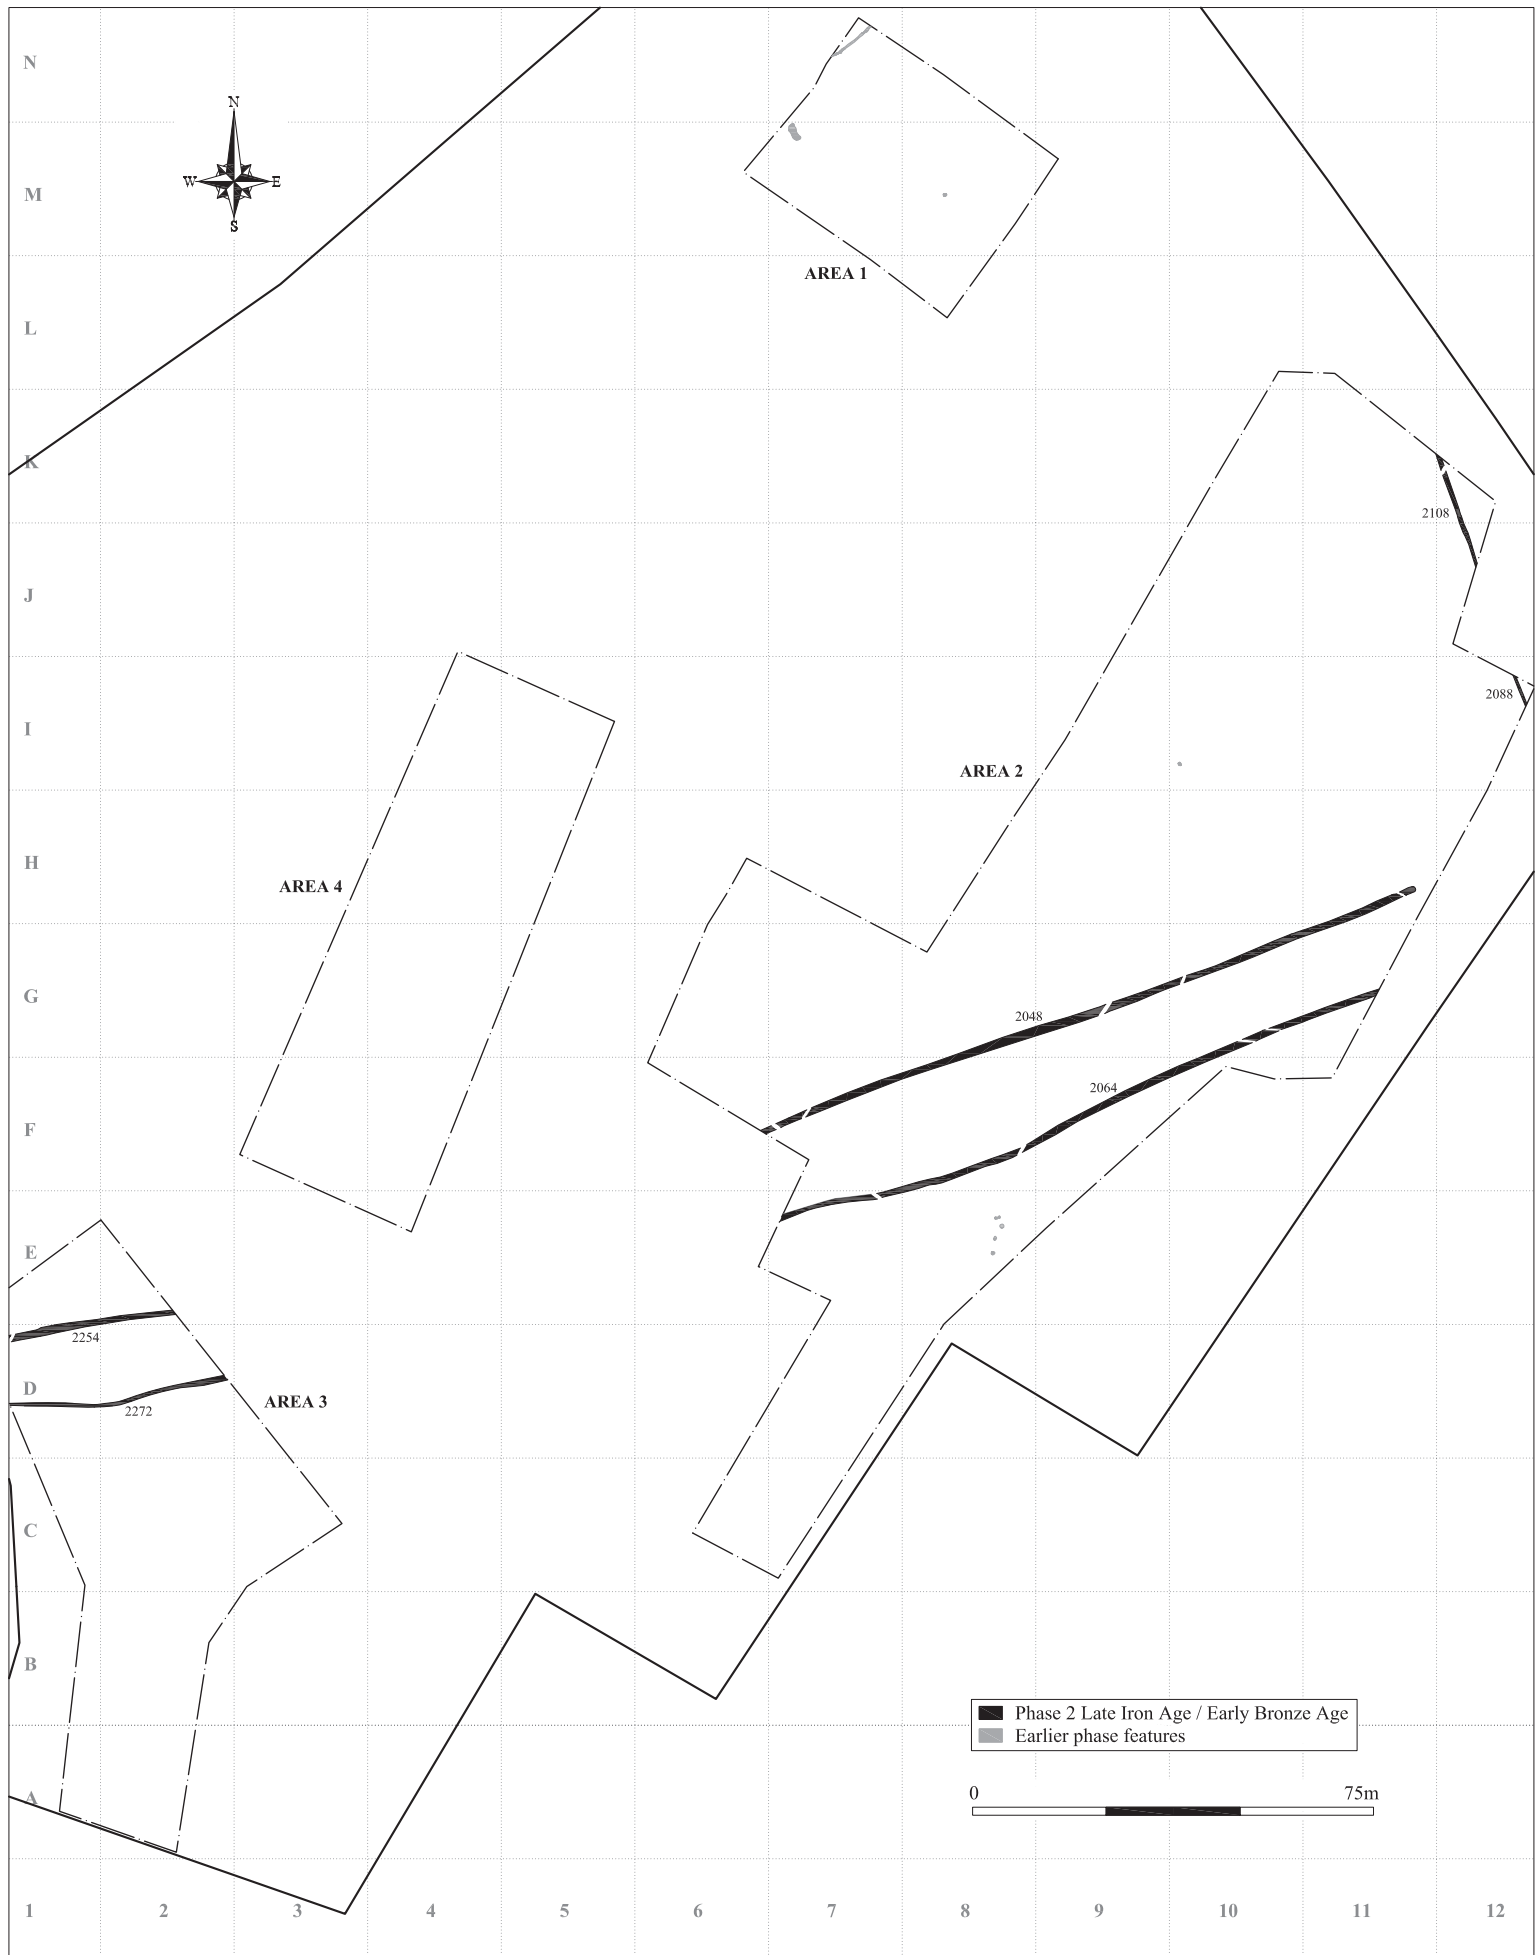 N
N
M
W E
S
AREA 1
L
K
2108
J
2088
I
AREA 2
H
AREA 4
G
2048
2064
F
E
2254
D
AREA 3
2272
C
B
Phase 2 Late Iron Age / Early Bronze Age
Earlier phase features
A
0 75m
1 2 3 4 5 6 7 8 9 10 11 12